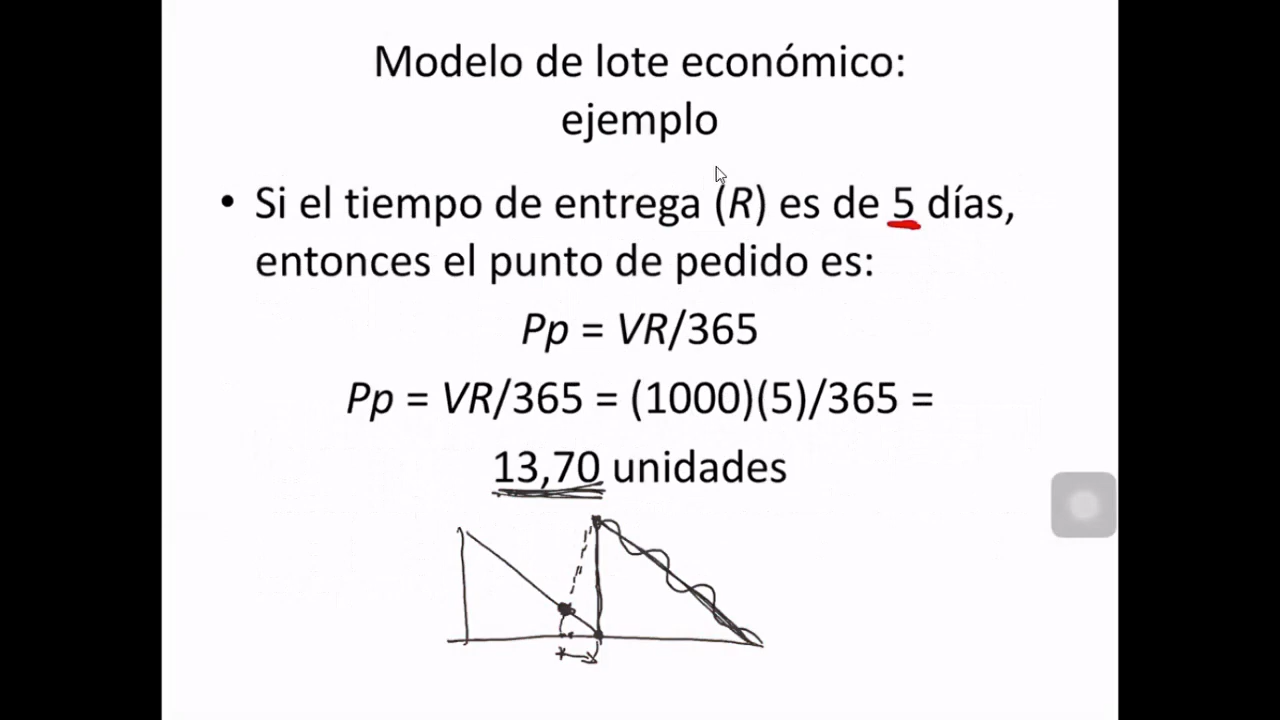 Modelo de lote económico:
ejemplo
• Si el tiempo de entrega (R) es de 5 días,
entonces el punto de pedido es:
Pp = VR/365
Pp = VR/365 = (1000)(5)/365 =
13,70 unidades